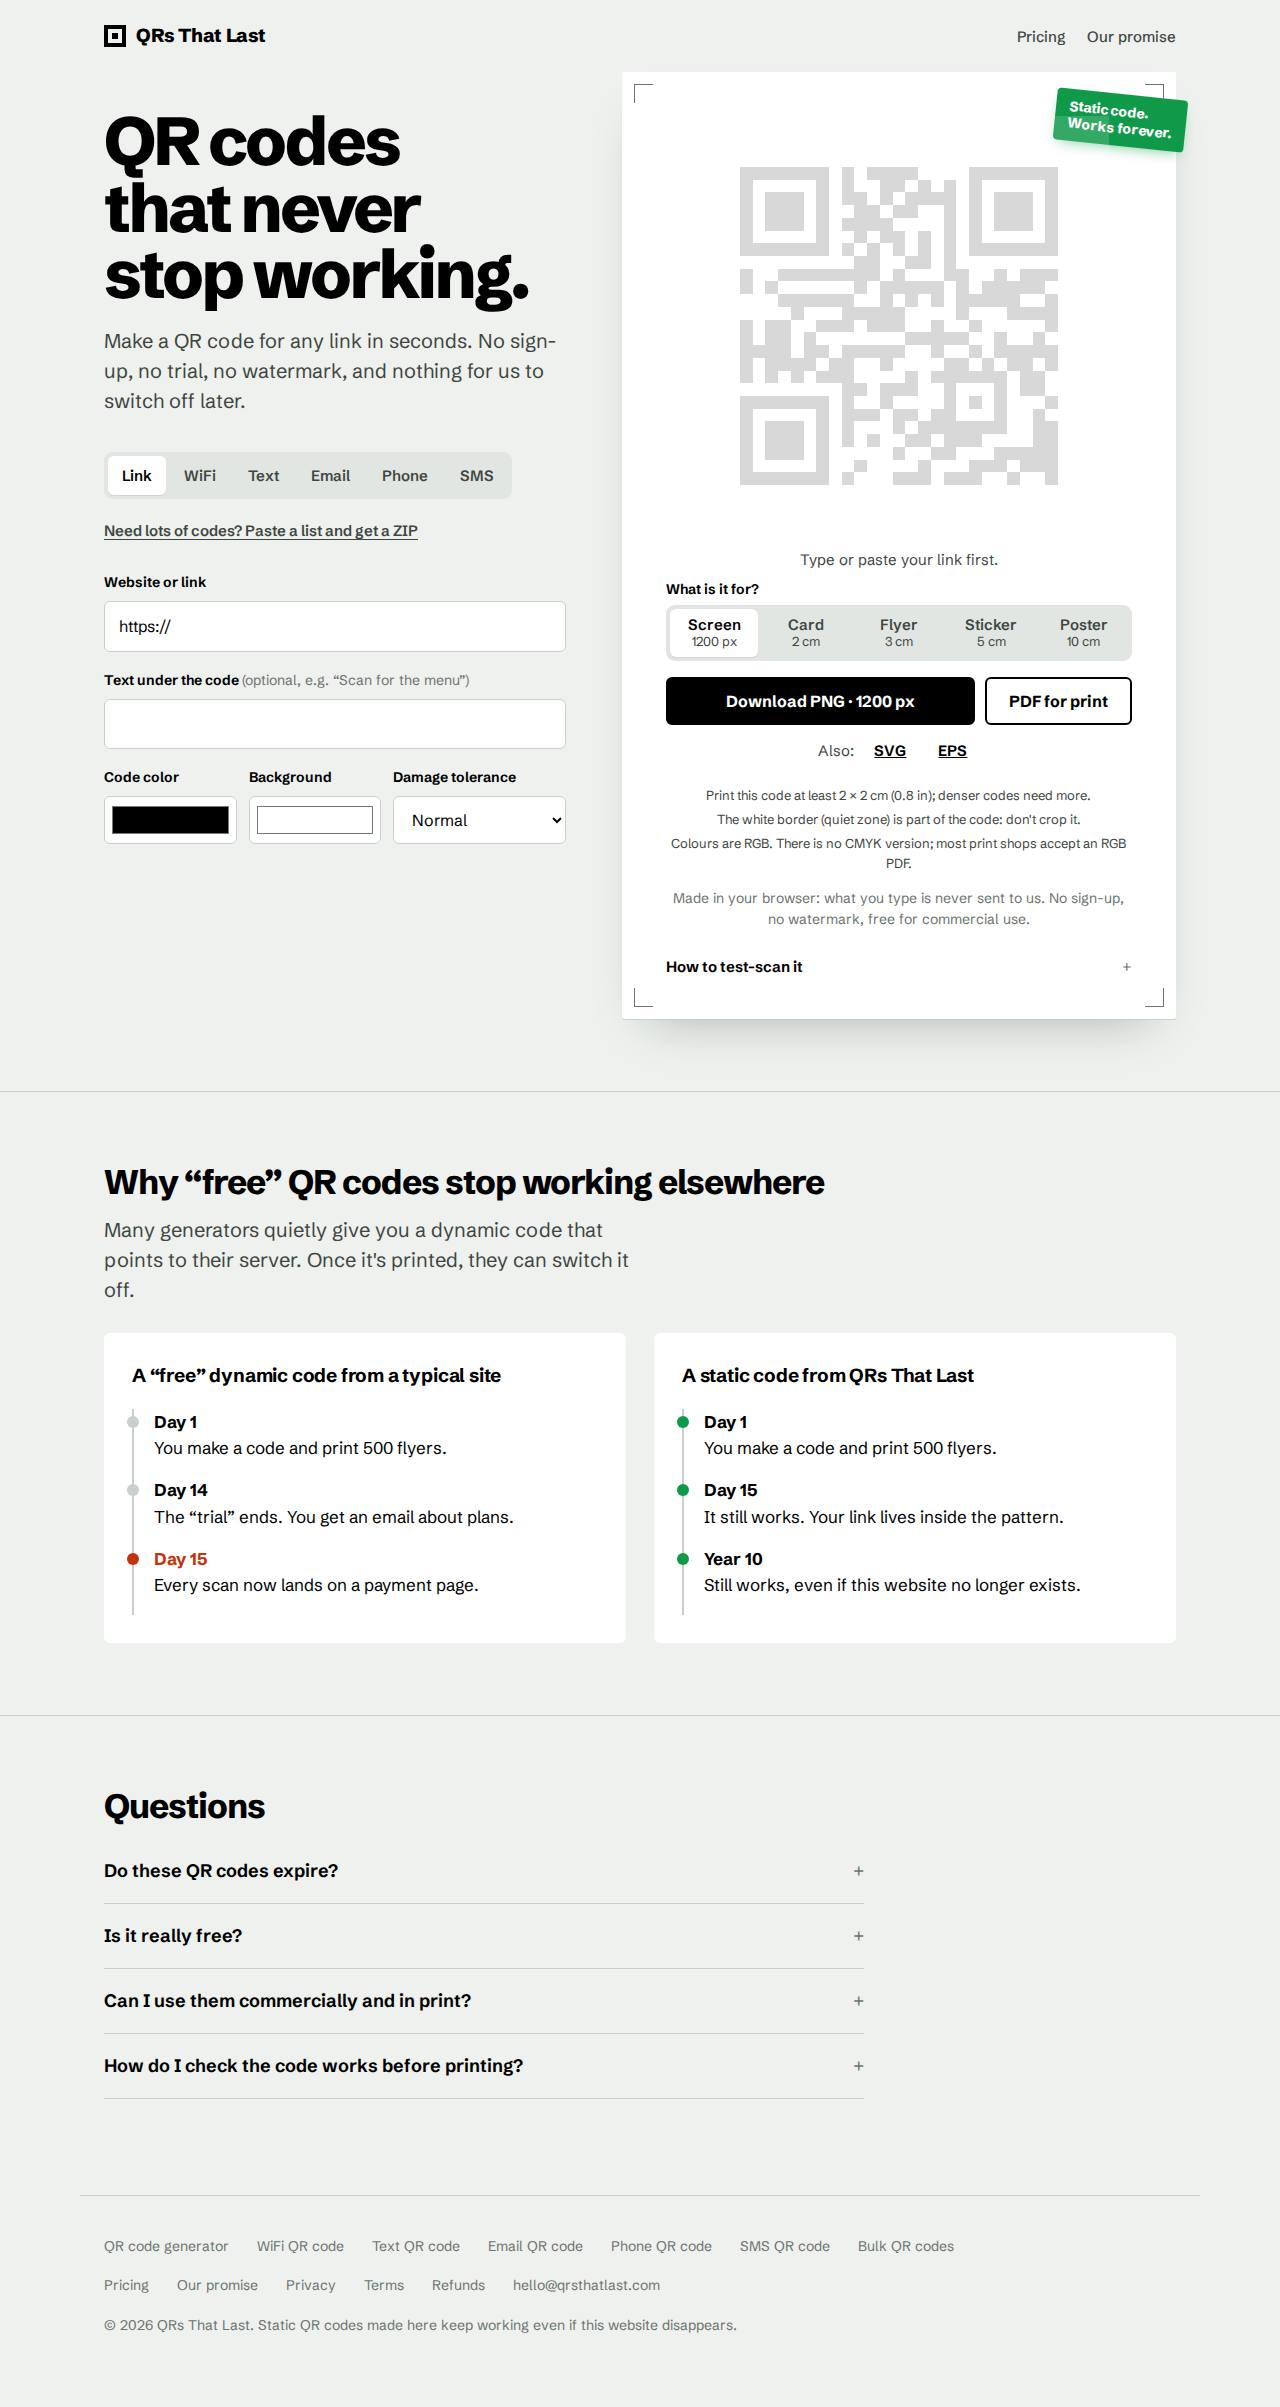 QRs That Last
Pricing
Our promise
QR codes
that never
stop working.
Make a QR code for any link in seconds. No sign-
up, no trial, no watermark, and nothing for us to
switch off later.
Link
WiFi
Text
Email
Phone
SMS
Need lots of codes? Paste a list and get a ZIP
Website or link
https://
Text under the code (optional, e.g. “Scan for the menu”)
Code color
Background
Damage tolerance
Normal
Static code.
Works forever.
Type or paste your link first.
What is it for?
Screen
1200 px
Card
2 cm
Flyer
3 cm
Sticker
5 cm
Poster
10 cm
Download PNG · 1200 px
PDF for print
Also:
SVG
EPS
Print this code at least 2 × 2 cm (0.8 in); denser codes need more.
The white border (quiet zone) is part of the code: don't crop it.
Colours are RGB. There is no CMYK version; most print shops accept an RGB
PDF.
Made in your browser: what you type is never sent to us. No sign-up,
no watermark, free for commercial use.
How to test-scan it
+
Why “free” QR codes stop working elsewhere
Many generators quietly give you a dynamic code that
points to their server. Once it's printed, they can switch it
off.
A “free” dynamic code from a typical site
Day 1
You make a code and print 500 flyers.
Day 14
The “trial” ends. You get an email about plans.
Day 15
Every scan now lands on a payment page.
A static code from QRs That Last
Day 1
You make a code and print 500 flyers.
Day 15
It still works. Your link lives inside the pattern.
Year 10
Still works, even if this website no longer exists.
Questions
Do these QR codes expire?
+
Is it really free?
+
Can I use them commercially and in print?
+
How do I check the code works before printing?
+
QR code generator
WiFi QR code
Text QR code
Email QR code
Phone QR code
SMS QR code
Bulk QR codes
Pricing
Our promise
Privacy
Terms
Refunds
hello@qrsthatlast.com
© 2026 QRs That Last. Static QR codes made here keep working even if this website disappears.